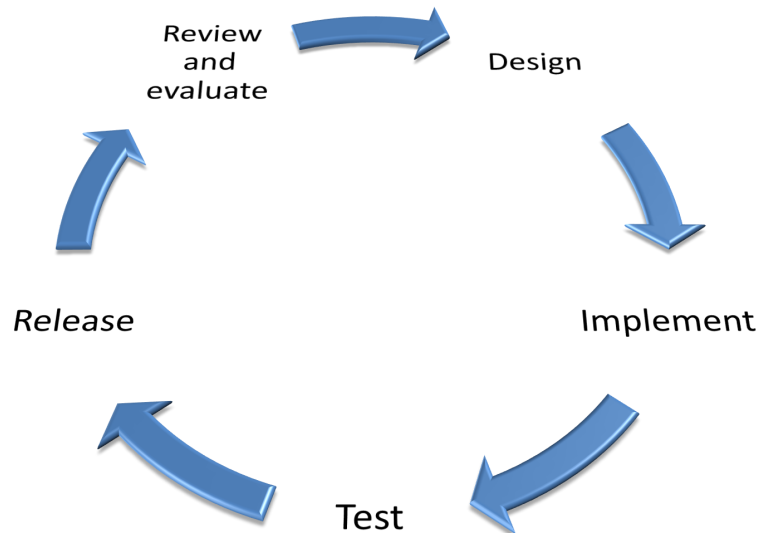 Review
and
evaluate
Design
Implement
Test
Release